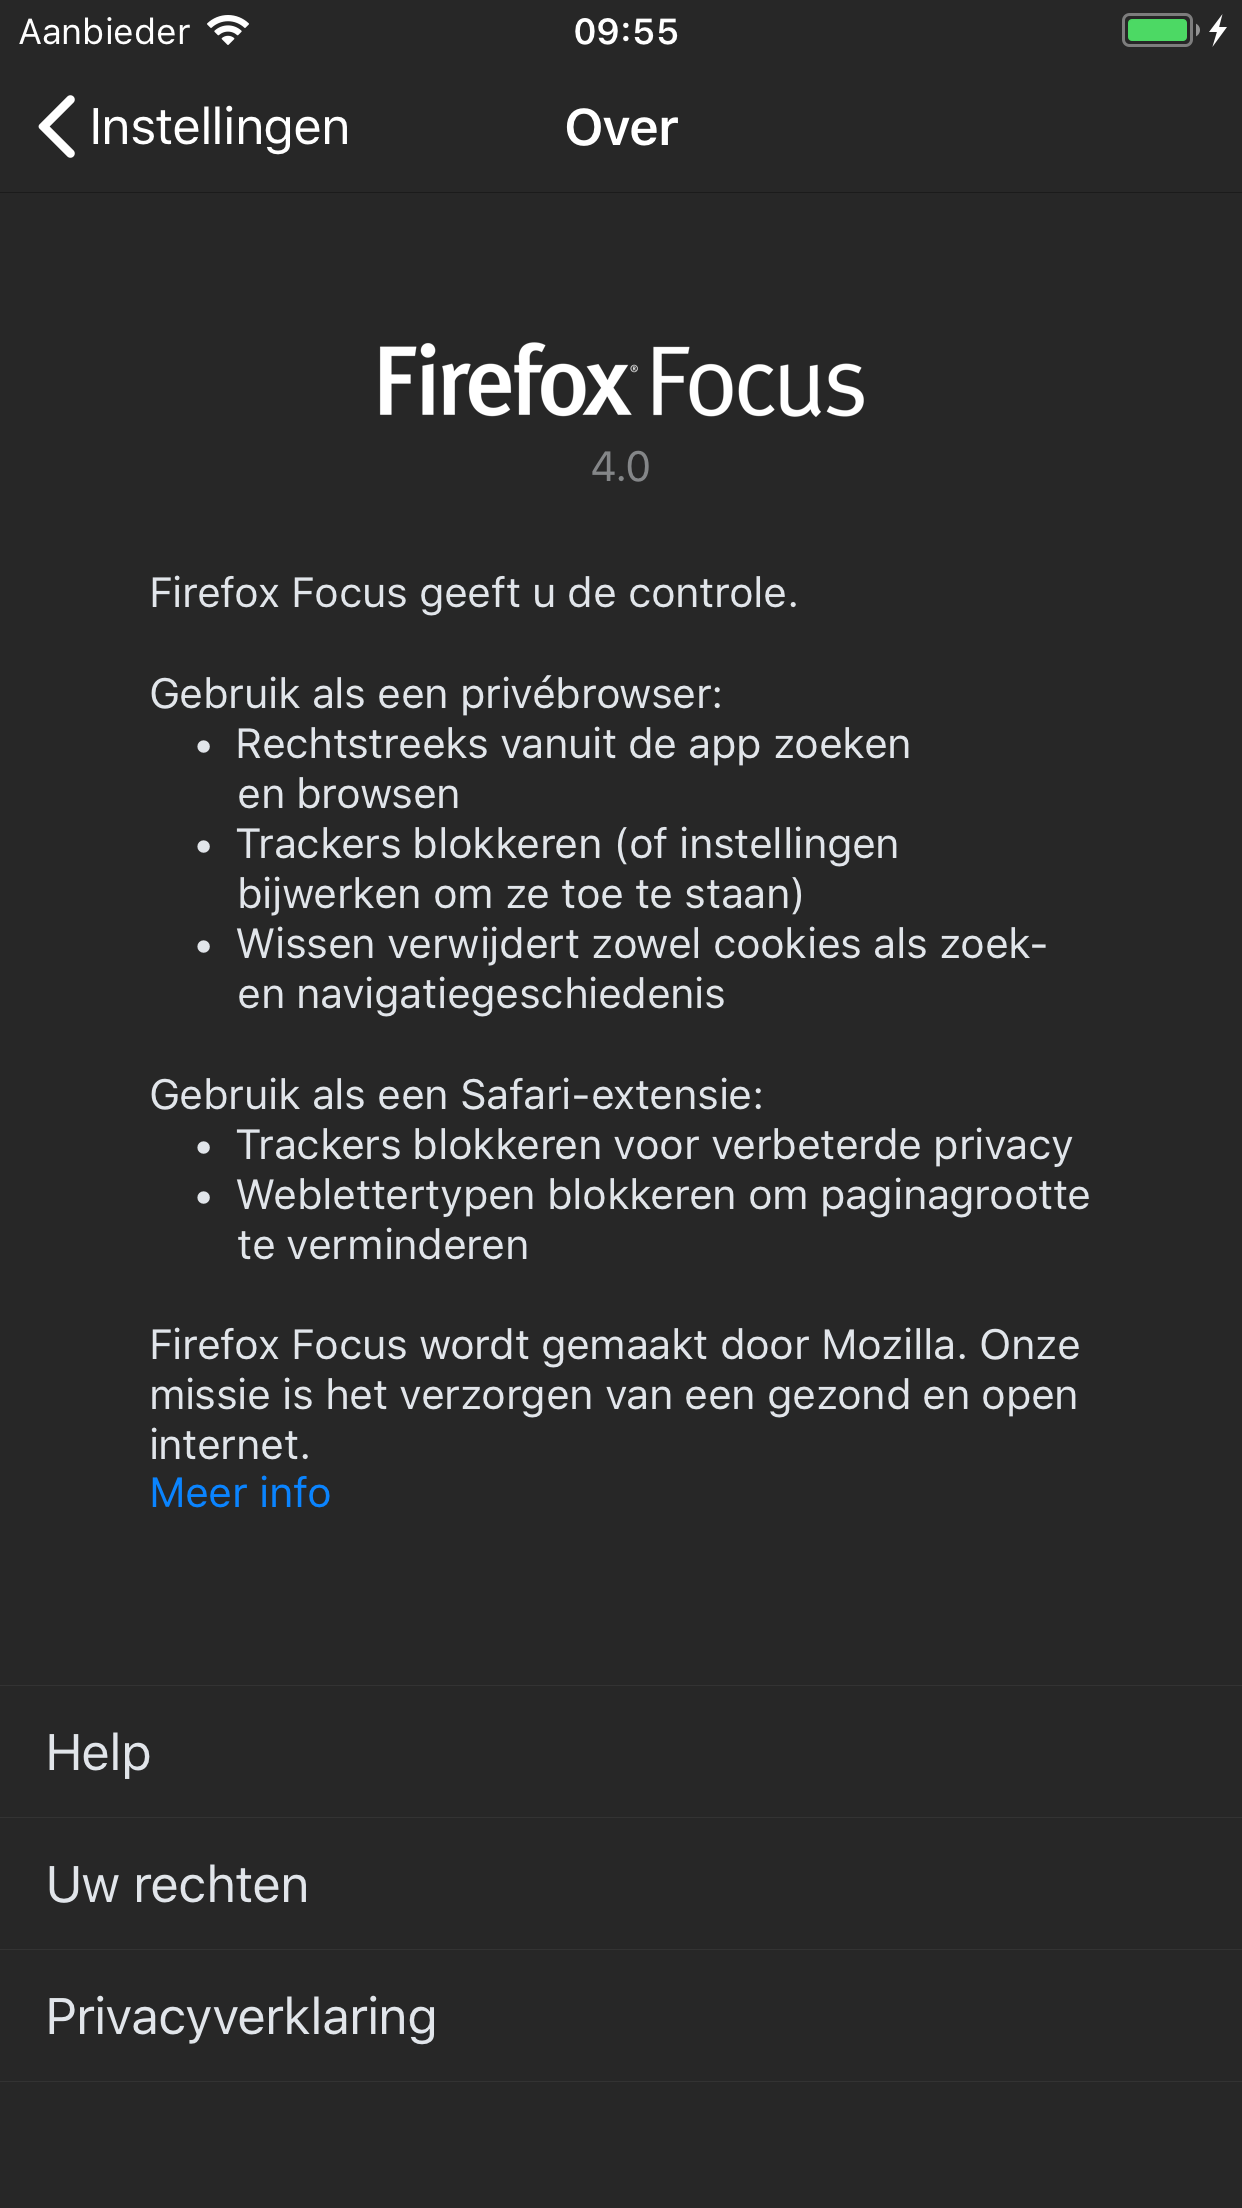 Aanbieder 09:55
Instellingen Over
Firefox® Focus
4.0
Firefox Focus geeft u de controle.
Gebruik als een privébrowser:
• Rechtstreeks vanuit de app zoeken
en browsen
• Trackers blokkeren (of instellingen
bijwerken om ze toe te staan)
• Wissen verwijdert zowel cookies als zoek-
en navigatiegeschiedenis
Gebruik als een Safari-extensie:
• Trackers blokkeren voor verbeterde privacy
• Weblettertypen blokkeren om paginagrootte
te verminderen
Firefox Focus wordt gemaakt door Mozilla. Onze
missie is het verzorgen van een gezond en open
internet.
Meer info
Help
Uw rechten
Privacyverklaring